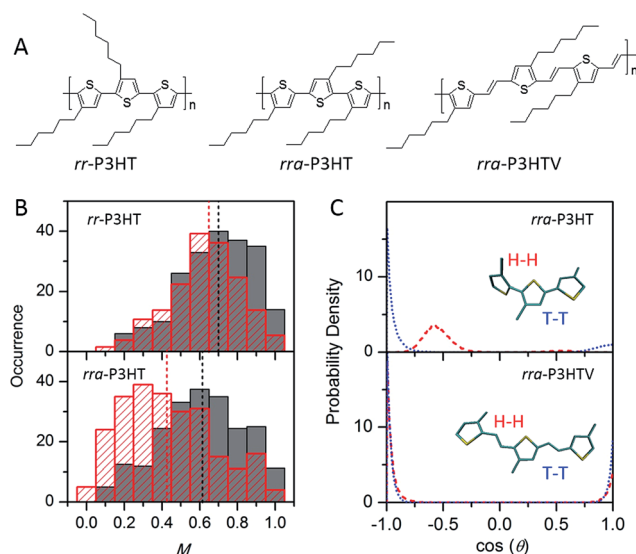 A
S
S
S
n
rr-P3HT
S
S
S
n
rra-P3HT
S
S
S
n
rra-P3HTV
B
rr-P3HT
40
20
0
rra-P3HT
40
20
0
Occurrence
0.0 0.2 0.4 0.6 0.8 1.0
M
C
rra-P3HT
H-H
T-T
10
0
rra-P3HTV
H-H
T-T
10
0
Probability Density
-1.0 -0.5 0.0 0.5 1.0
cos (θ)